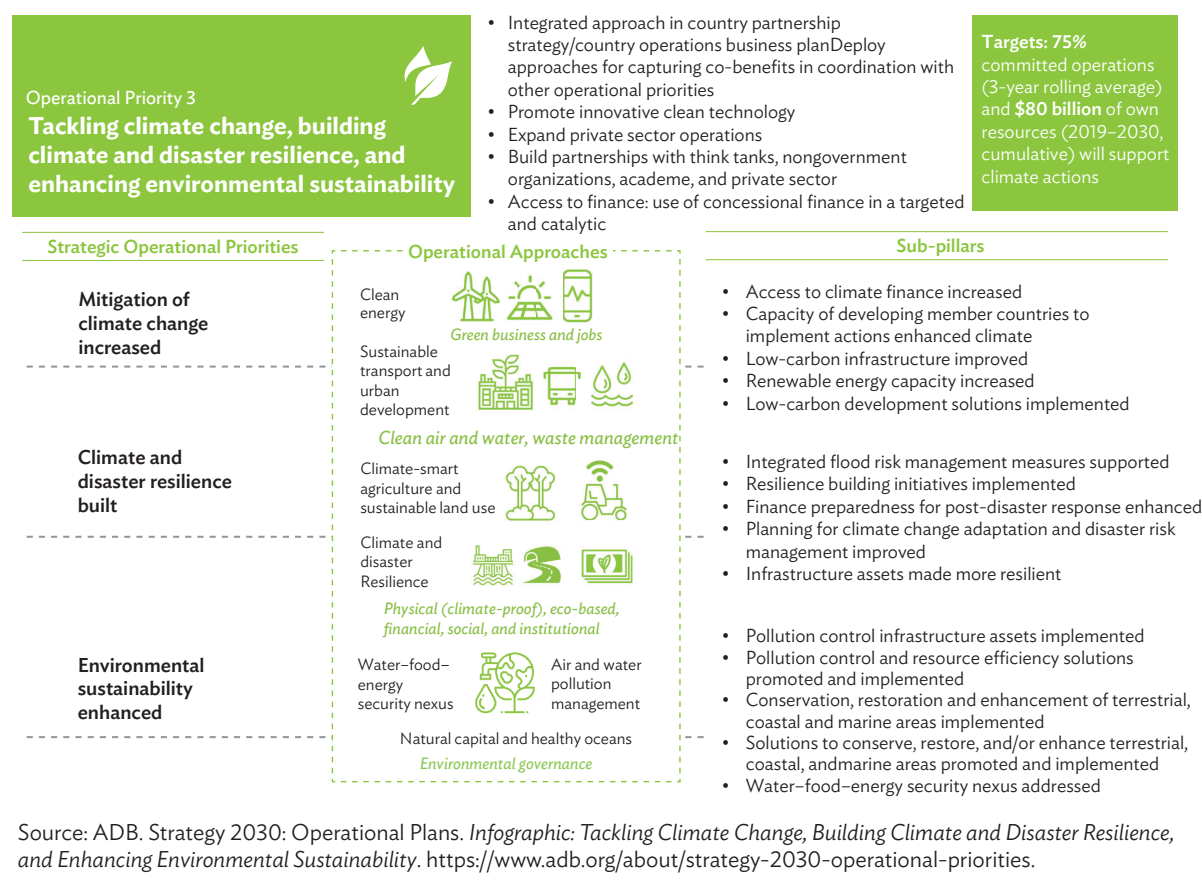 Operational Priority 3
Tackling climate change, building
climate and disaster resilience, and
enhancing environmental sustainability
• Integrated approach in country partnership
strategy/country operations business planDeploy
approaches for capturing co-benefits in coordination with
other operational priorities
• Promote innovative clean technology
• Expand private sector operations
• Build partnerships with think tanks, nongovernment
organizations, academe, and private sector
• Access to finance: use of concessional finance in a targeted
and catalytic
Targets: 75%
committed operations
(3-year rolling average)
and $80 billion of own
resources (2019–2030,
cumulative) will support
climate actions
Strategic Operational Priorities
Mitigation of
climate change
increased
Climate and
disaster resilience
built
Environmental
sustainability
enhanced
Operational Approaches
Clean
energy
Green business and jobs
Sustainable
transport and
urban
development
Clean air and water, waste management
Climate-smart
agriculture and
sustainable land use
Climate and
disaster
Resilience
Physical (climate-proof), eco-based,
financial, social, and institutional
Water–food–
energy
security nexus
Air and water
pollution
management
Natural capital and healthy oceans
Environmental governance
Sub-pillars
• Access to climate finance increased
• Capacity of developing member countries to
implement actions enhanced climate
• Low-carbon infrastructure improved
• Renewable energy capacity increased
• Low-carbon development solutions implemented
• Integrated flood risk management measures supported
• Resilience building initiatives implemented
• Finance preparedness for post-disaster response enhanced
• Planning for climate change adaptation and disaster risk
management improved
• Infrastructure assets made more resilient
• Pollution control infrastructure assets implemented
• Pollution control and resource efficiency solutions
promoted and implemented
• Conservation, restoration and enhancement of terrestrial,
coastal and marine areas implemented
• Solutions to conserve, restore, and/or enhance terrestrial,
coastal, andmarine areas promoted and implemented
• Water–food–energy security nexus addressed
Source: ADB. Strategy 2030: Operational Plans. Infographic: Tackling Climate Change, Building Climate and Disaster Resilience,
and Enhancing Environmental Sustainability. https://www.adb.org/about/strategy-2030-operational-priorities.